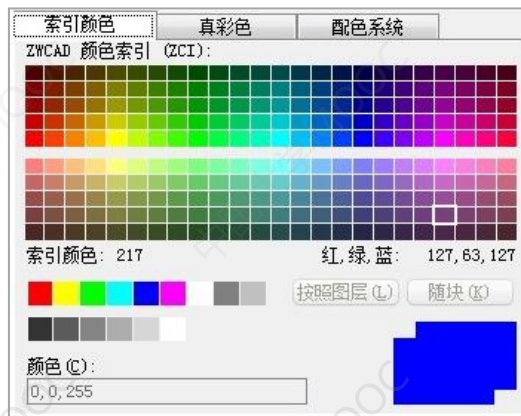 索引颜色 真彩色 配色系统
ZWCAD 颜色索引 (ZCI):
索引颜色: 217 红,绿,蓝: 127,63,127
按照图层(L) 随块(K)
颜色(C):
0,0,255